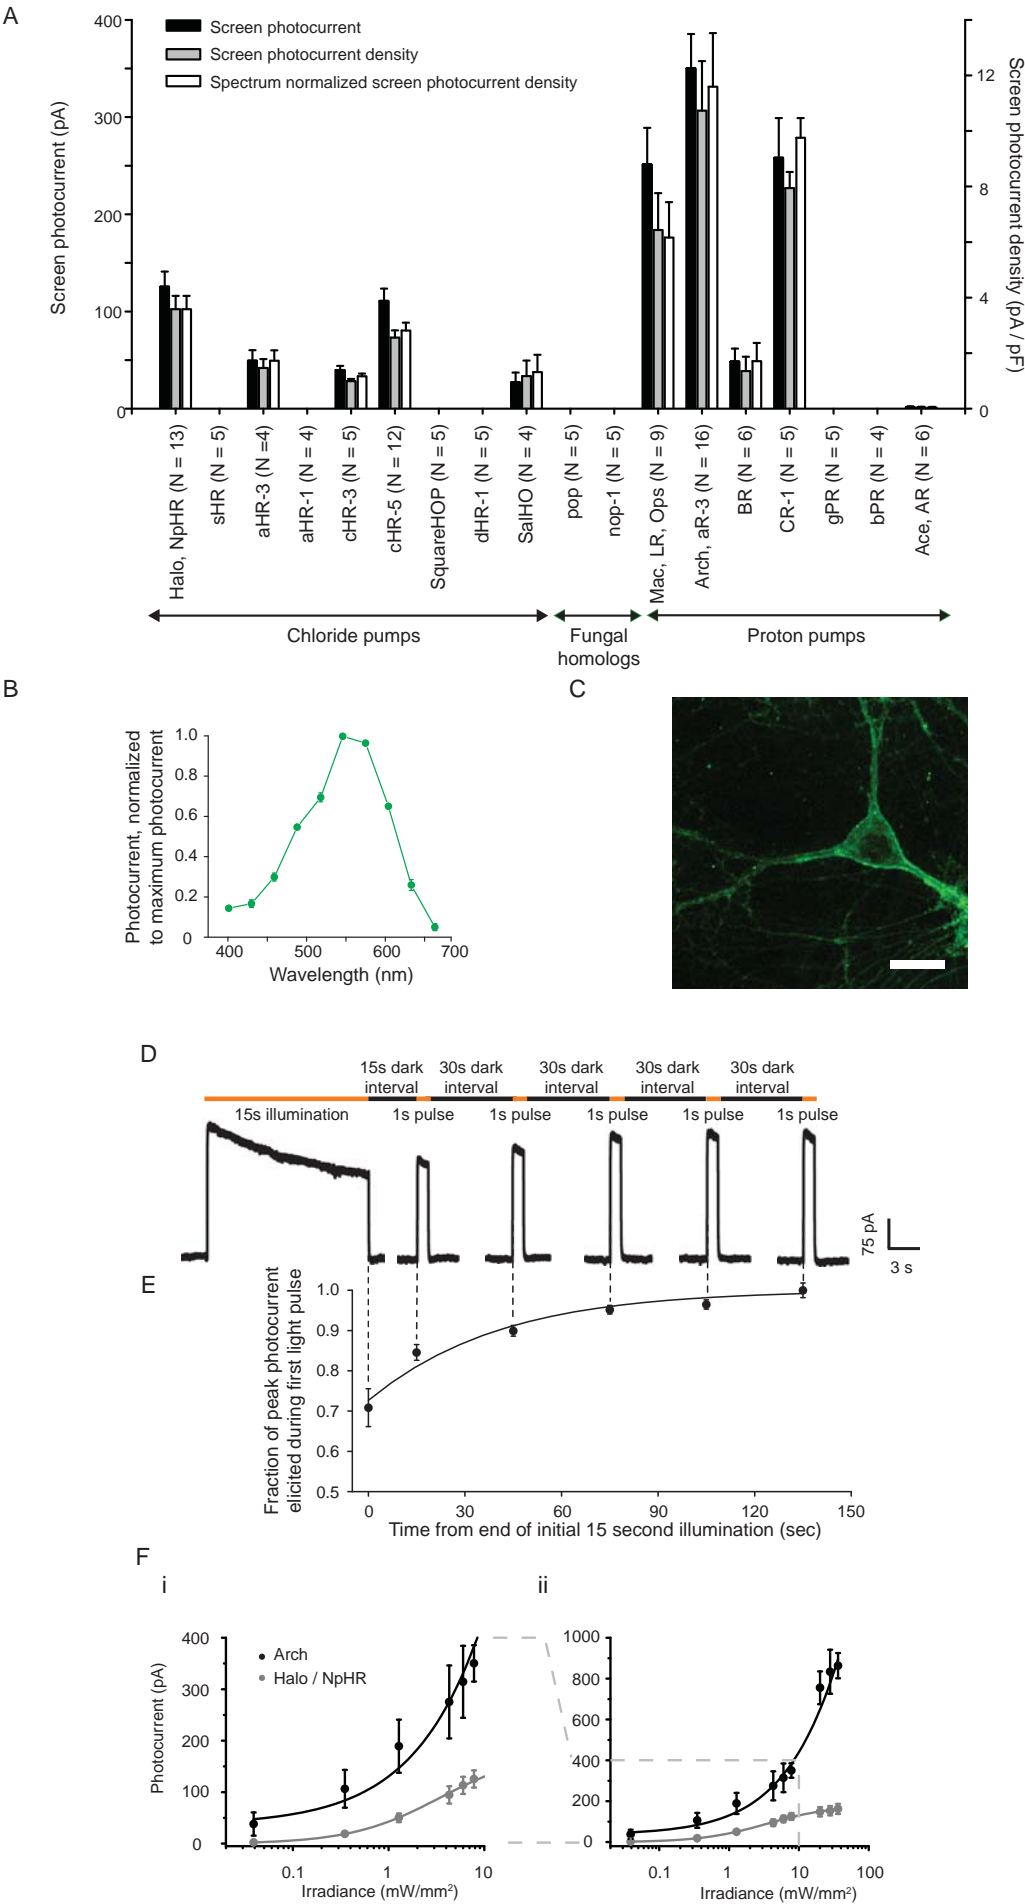 A
Screen photocurrent
Screen photocurrent density
Spectrum normalized screen photocurrent density
Screen photocurrent (pA)
400
300
200
100
0
Screen photocurrent density (pA / pF)
12
8
4
0
Halo, NpHR (N = 13)
sHR (N = 5)
aHR-3 (N =4)
aHR-1 (N = 4)
cHR-3 (N = 5)
cHR-5 (N = 12)
SquareHOP (N = 5)
dHR-1 (N = 5)
SalHO (N = 4)
pop (N = 5)
nop-1 (N = 5)
Mac, LR, Ops (N = 9)
Arch, aR-3 (N = 16)
BR (N = 6)
CR-1 (N = 5)
gPR (N = 5)
bPR (N = 4)
Ace, AR (N = 6)
Chloride pumps
Fungal
homologs
Proton pumps
B
Photocurrent, normalized
to maximum photocurrent
1.0
0.8
0.6
0.4
0.2
0
400 500 600 700
Wavelength (nm)
C
D
15s dark
interval
30s dark
interval
30s dark
interval
30s dark
interval
30s dark
interval
15s illumination
1s pulse
1s pulse
1s pulse
1s pulse
1s pulse
75 pA
3 s
E
Fraction of peak photocurrent
elicited during first light pulse
1.0
0.9
0.8
0.7
0.6
0.5
0 30 60 90 120 150
Time from end of initial 15 second illumination (sec)
F
i
Photocurrent (pA)
400
300
200
100
0
Arch
Halo / NpHR
0.1 1 10
Irradiance (mW/mm²)
ii
1000
800
600
400
200
0
0.1 1 10 100
Irradiance (mW/mm²)